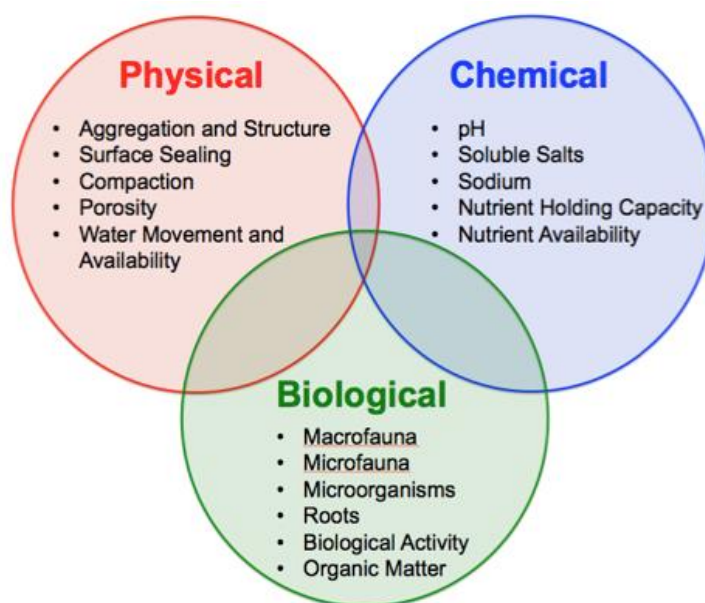 Physical
• Aggregation and Structure
• Surface Sealing
• Compaction
• Porosity
• Water Movement and
Availability
Chemical
• pH
• Soluble Salts
• Sodium
• Nutrient Holding Capacity
• Nutrient Availability
Biological
• Macrofauna
• Microfauna
• Microorganisms
• Roots
• Biological Activity
• Organic Matter